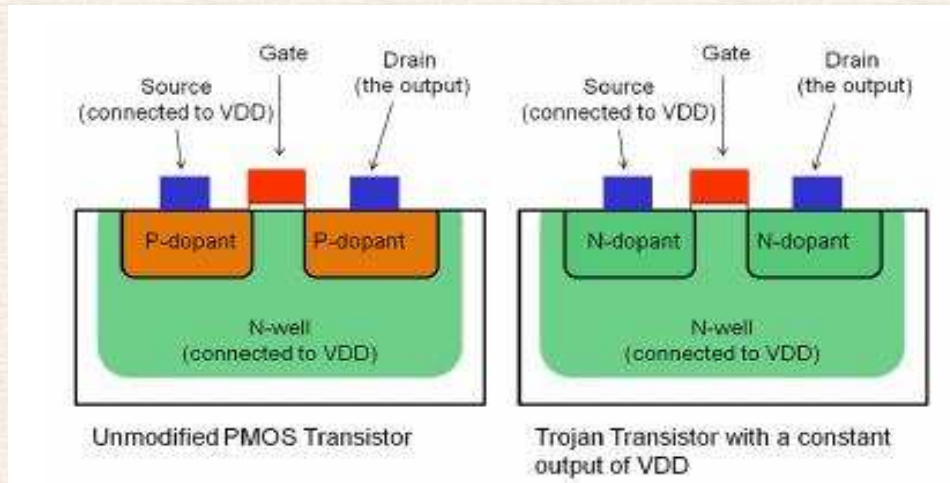 Gate
Drain
(the output)
Source
(connected to VDD)
P-dopant
P-dopant
N-well
(connected to VDD)
Unmodified PMOS Transistor
Gate
Drain
(the output)
Source
(connected to VDD)
N-dopant
N-dopant
N-well
(connected to VDD)
Trojan Transistor with a constant
output of VDD